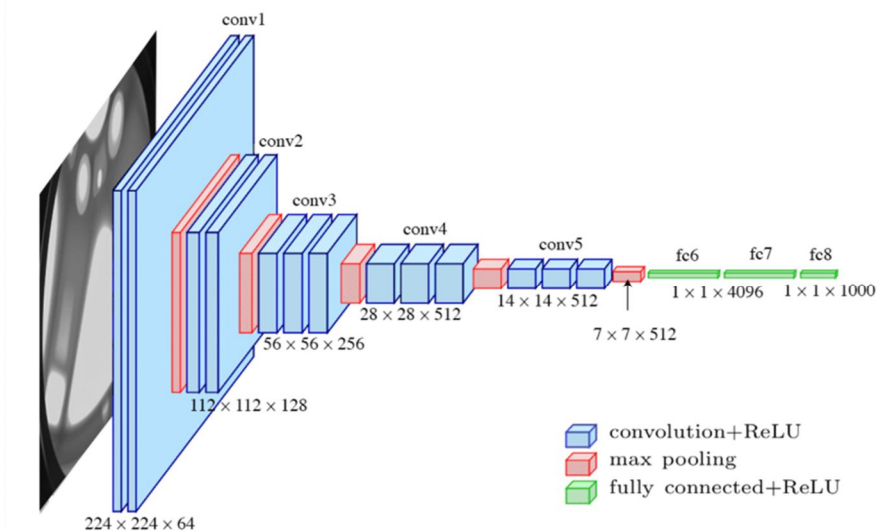 conv1
conv2
conv3
conv4
conv5
fc6
fc7
fc8
1 × 1 × 4096
1 × 1 × 1000
14 × 14 × 512
28 × 28 × 512
7 × 7 × 512
56 × 56 × 256
112 × 112 × 128
224 × 224 × 64
convolution+ReLU
max pooling
fully connected+ReLU